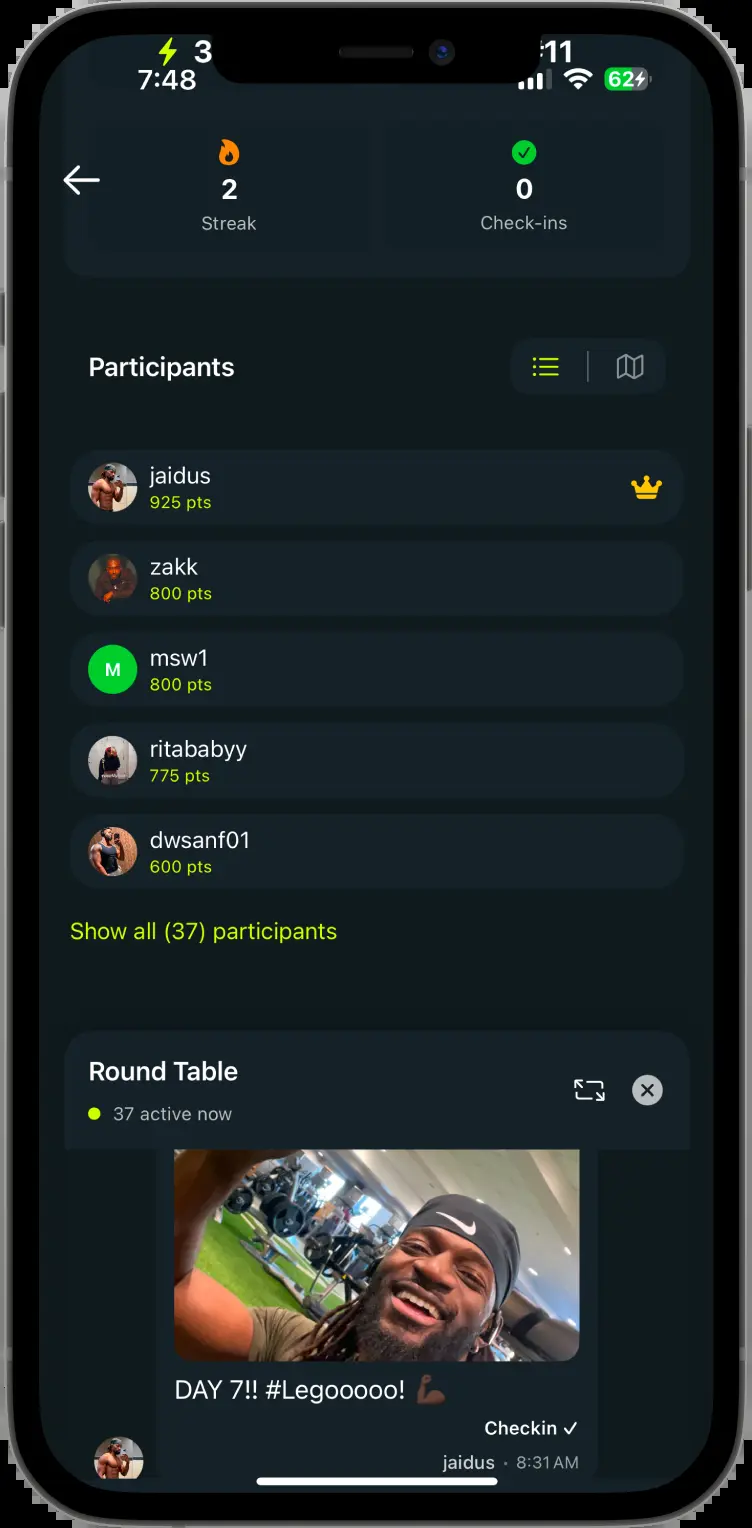 3
11
7:48
62
2
0
Streak
Check-ins
Participants
jaidus
925 pts
zakk
800 pts
M
msw1
800 pts
ritababyy
775 pts
dwsanf01
600 pts
Show all (37) participants
Round Table
37 active now
DAY 7!! #Legooooo! 💪🏿
Checkin ✓
jaidus · 8:31 AM